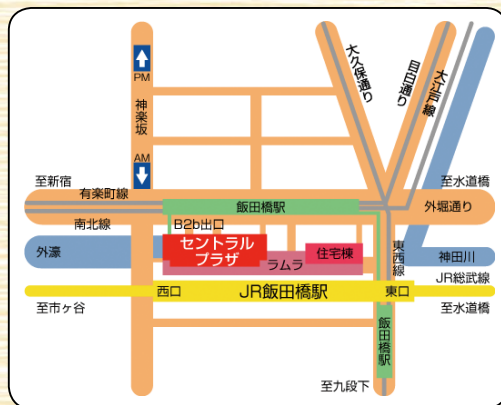 PM
神楽坂
AM
大久保通り
目白通り
大江戸線
至新宿
有楽町線
飯田橋駅
至水道橋
南北線
B2b出口
外堀通り
外濠
セントラル
プラザ
住宅棟
ラムラ
東西線
神田川
JR総武線
至市ヶ谷
西口
JR飯田橋駅
東口
至水道橋
飯田橋駅
至九段下